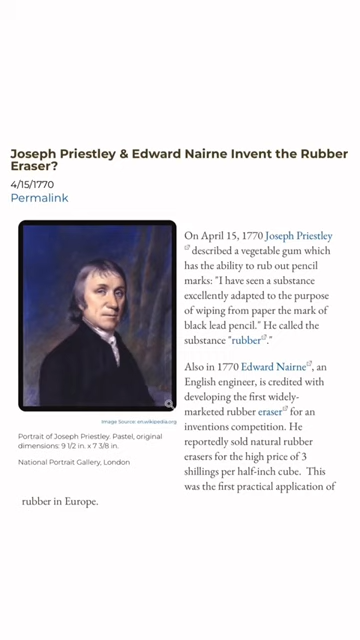 Joseph Priestley & Edward Nairne Invent the Rubber
Eraser?
4/15/1770
Permalink
On April 15, 1770 Joseph Priestley
described a vegetable gum which
has the ability to rub out pencil
marks: "I have seen a substance
excellently adapted to the purpose
of wiping from paper the mark of
black lead pencil." He called the
substance "rubber."
Also in 1770 Edward Nairne, an
English engineer, is credited with
developing the first widely-
marketed rubber eraser for an
inventions competition. He
reportedly sold natural rubber
erasers for the high price of 3
shillings per half-inch cube. This
was the first practical application of
rubber in Europe.
Image Source: en.wikipedia.org
Portrait of Joseph Priestley. Pastel, original
dimensions: 9 1/2 in. x 7 3/8 in.
National Portrait Gallery, London